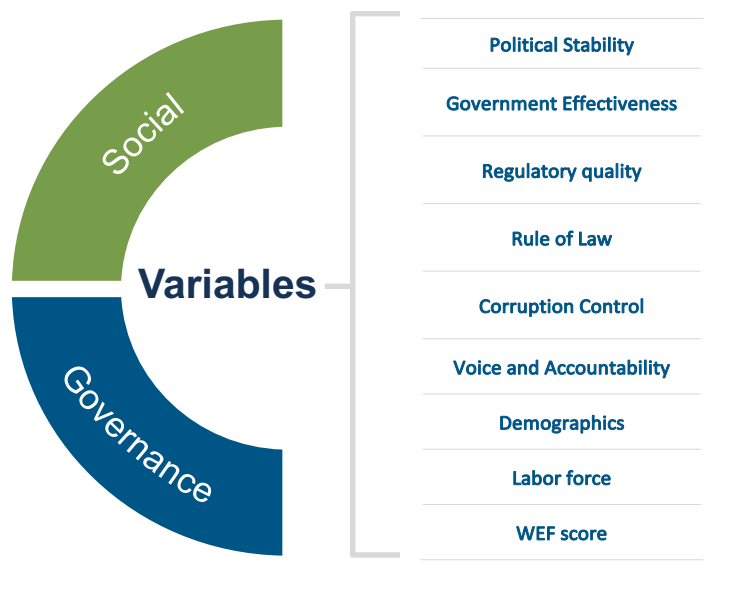 Social
Governance
Variables
Political Stability
Government Effectiveness
Regulatory quality
Rule of Law
Corruption Control
Voice and Accountability
Demographics
Labor force
WEF score